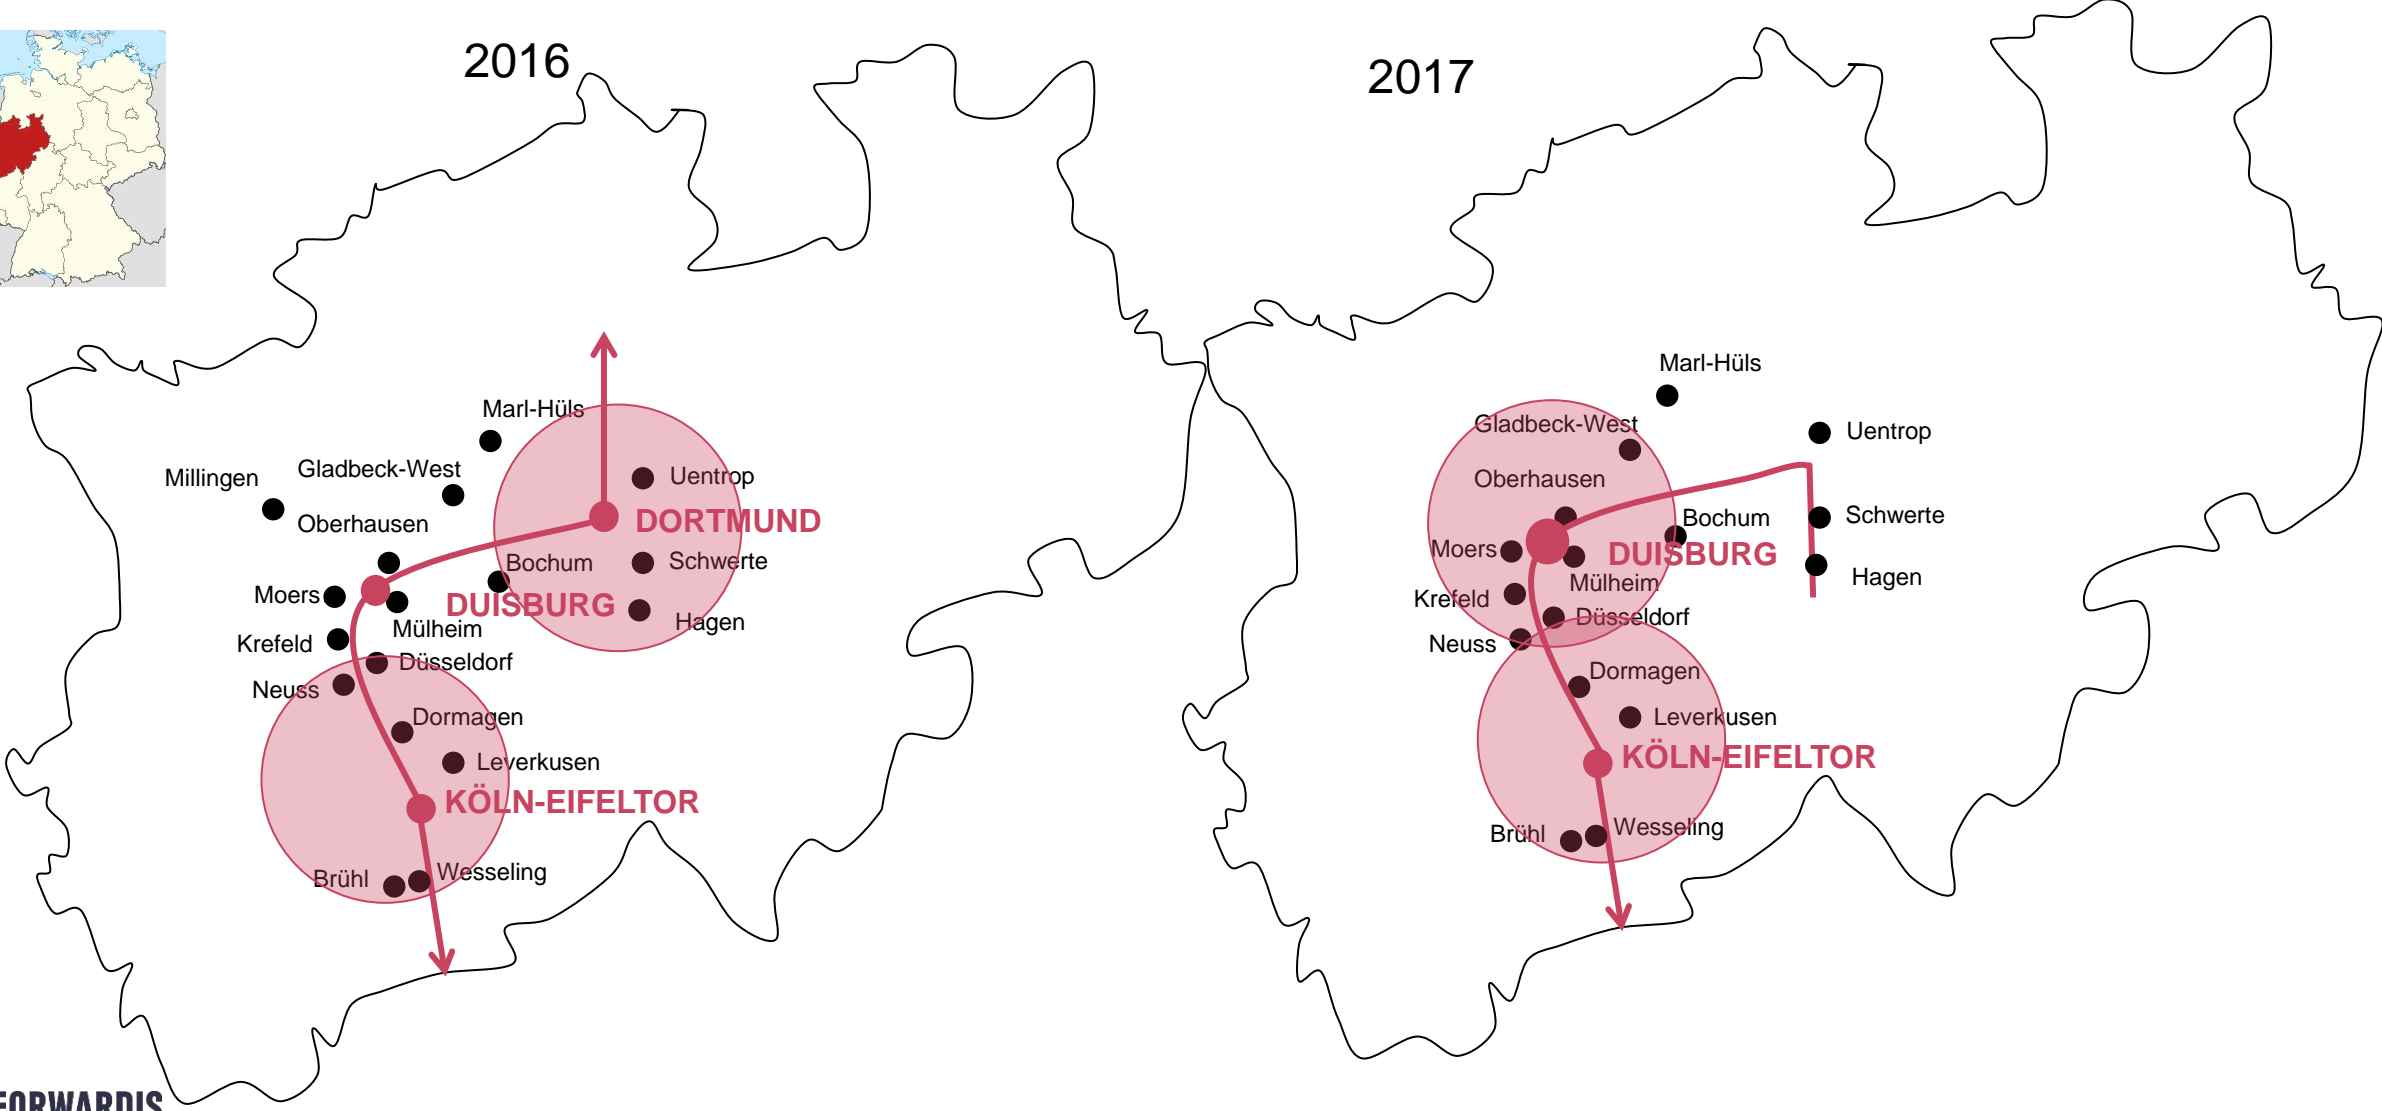 2016
Marl-Hüls
Millingen
Gladbeck-West
Uentrop
Oberhausen
DORTMUND
Bochum
Schwerte
Moers
DUISBURG
Hagen
Mülheim
Krefeld
Düsseldorf
Neuss
Dormagen
Leverkusen
KÖLN-EIFELTOR
Brühl
Wesseling
2017
Marl-Hüls
Gladbeck-West
Uentrop
Oberhausen
Bochum
Schwerte
Moers
DUISBURG
Hagen
Mülheim
Krefeld
Düsseldorf
Neuss
Dormagen
Leverkusen
KÖLN-EIFELTOR
Brühl
Wesseling
FORWARDIS